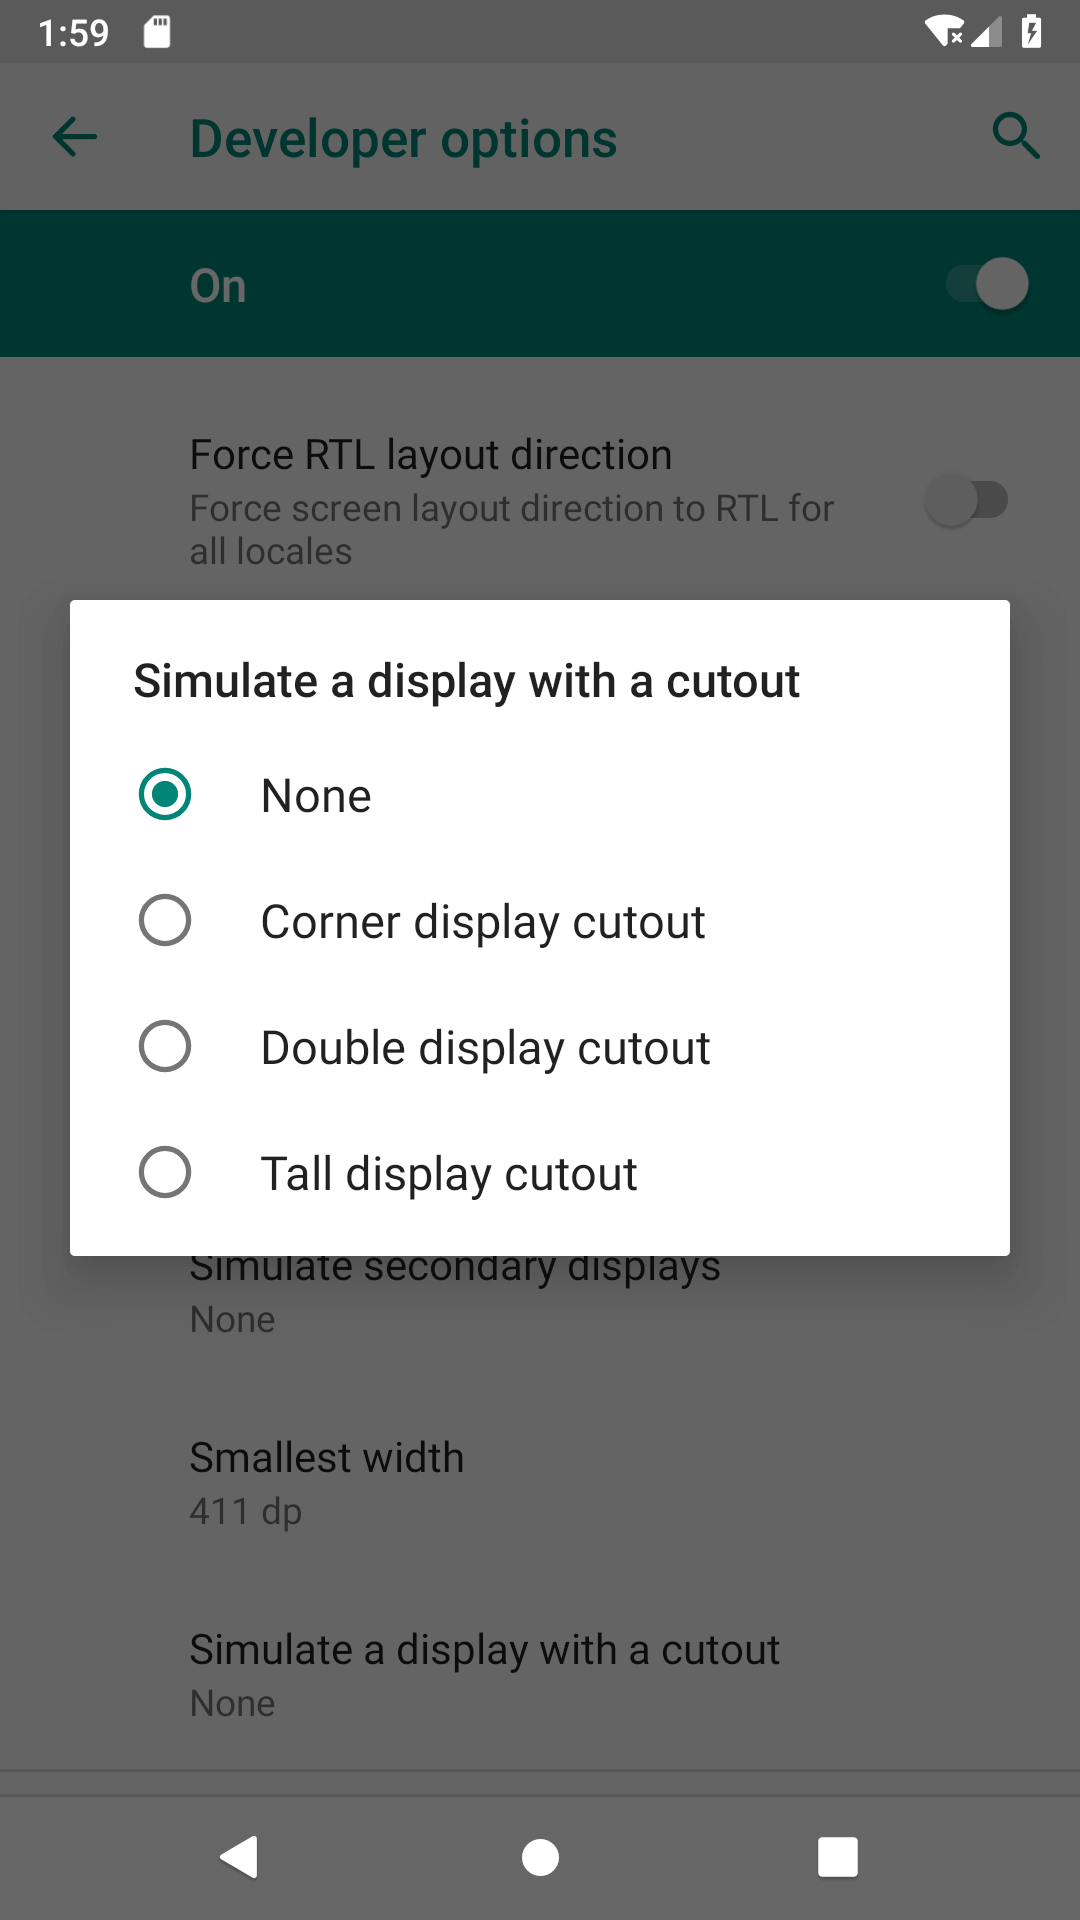 1:59
Developer options
On
Force RTL layout direction
Force screen layout direction to RTL for
all locales
Simulate a display with a cutout
None
Corner display cutout
Double display cutout
Tall display cutout
Simulate secondary displays
None
Smallest width
411 dp
Simulate a display with a cutout
None